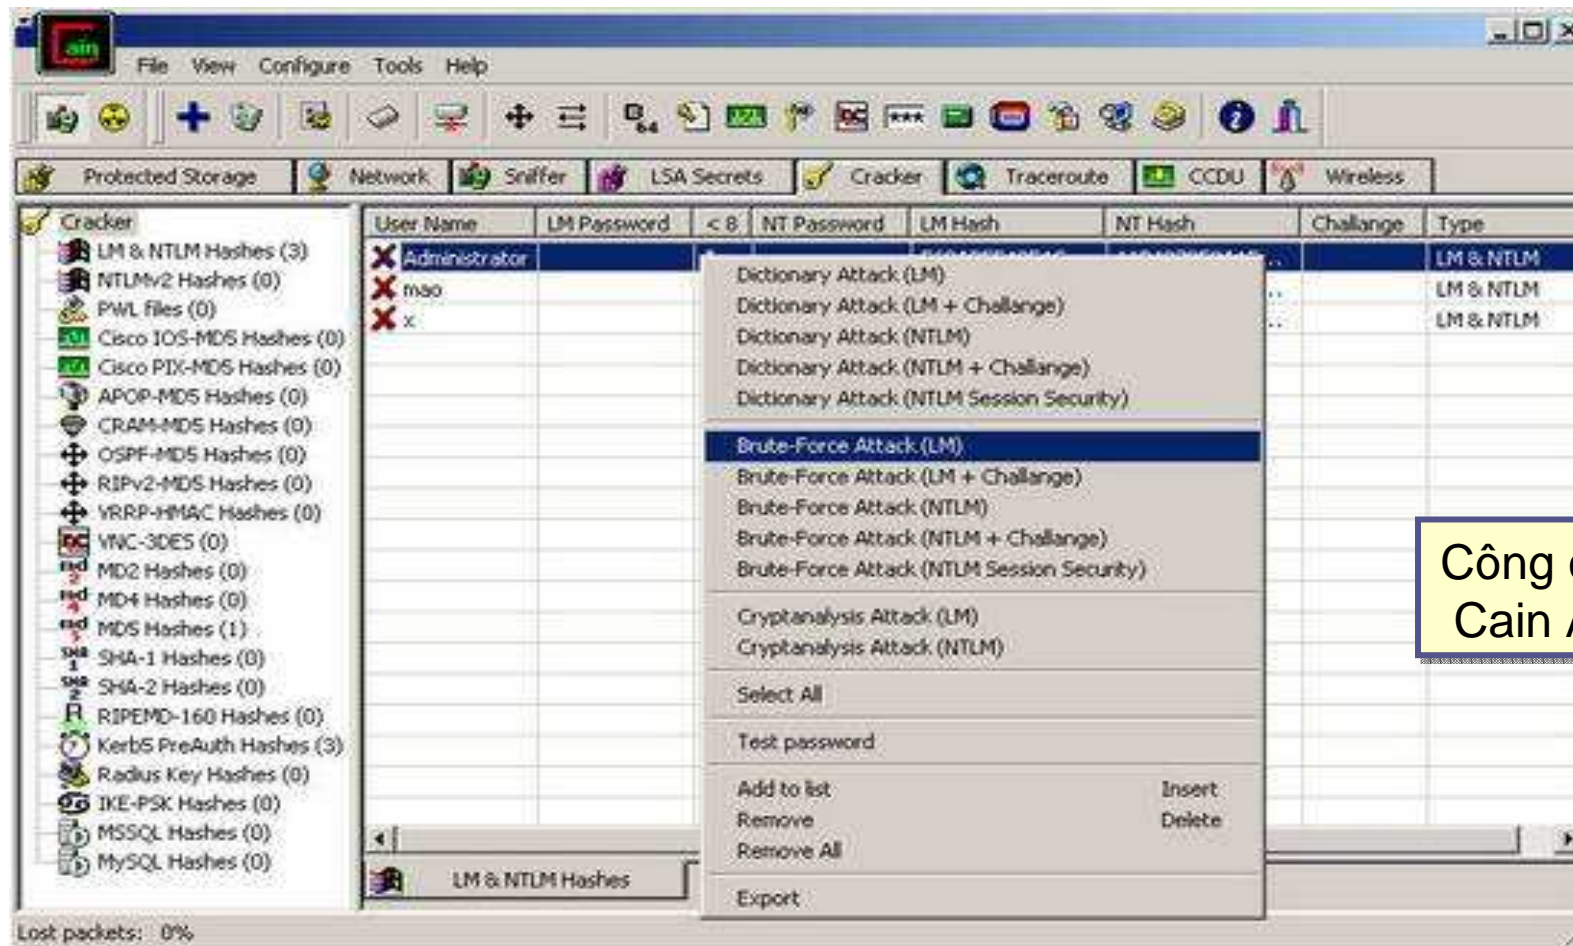 Cain
File View Configure Tools Help
Protected Storage Network Sniffer LSA Secrets Cracker Traceroute CCDU Wireless
Cracker
LM & NTLM Hashes (3)
NTLMv2 Hashes (0)
PWL files (0)
Cisco IOS-MD5 Hashes (0)
Cisco PIX-MD5 Hashes (0)
APOP-MD5 Hashes (0)
CRAM-MD5 Hashes (0)
OSPF-MD5 Hashes (0)
RIPv2-MD5 Hashes (0)
VRRP-HMAC Hashes (0)
VNC-3DES (0)
MD2 Hashes (0)
MD4 Hashes (0)
MD5 Hashes (1)
SHA-1 Hashes (0)
SHA-2 Hashes (0)
RIPEMD-160 Hashes (0)
Kerb5 PreAuth Hashes (3)
Radius Key Hashes (0)
IKE-PSK Hashes (0)
MSSQL Hashes (0)
MySQL Hashes (0)
User Name LM Password < 8 NT Password LM Hash NT Hash Challange Type
Administrator LM & NTLM
mao LM & NTLM
x LM & NTLM
Dictionary Attack (LM)
Dictionary Attack (LM + Challange)
Dictionary Attack (NTLM)
Dictionary Attack (NTLM + Challange)
Dictionary Attack (NTLM Session Security)
Brute-Force Attack (LM)
Brute-Force Attack (LM + Challange)
Brute-Force Attack (NTLM)
Brute-Force Attack (NTLM + Challange)
Brute-Force Attack (NTLM Session Security)
Cryptanalysis Attack (LM)
Cryptanalysis Attack (NTLM)
Select All
Test password
Add to list Insert
Remove Delete
Remove All
Export
Công
Cain
LM & NTLM Hashes
Lost packets: 0%